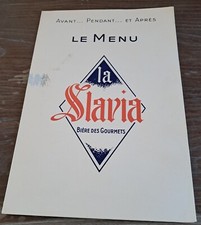 AVANT... PENDANT... ET APRÈS
LE MENU
la
Slavia
BIÈRE DES GOURMETS